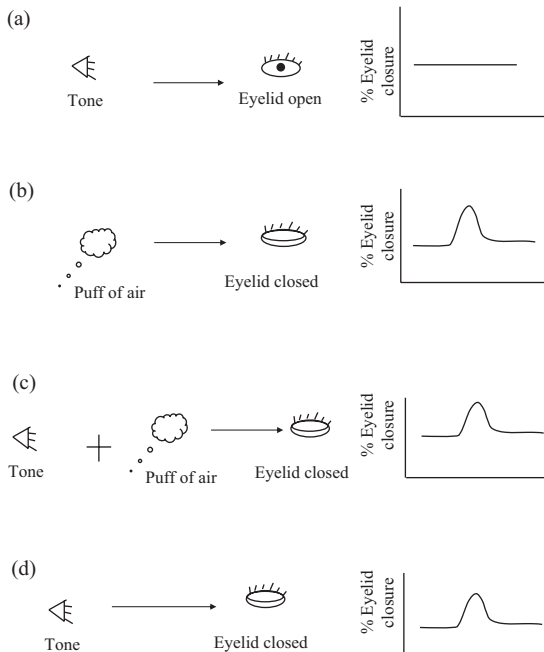 (a)
Tone
Eyelid open
% Eyelid
closure
(b)
Puff of air
Eyelid closed
% Eyelid
closure
(c)
Tone
Puff of air
Eyelid closed
% Eyelid
closure
(d)
Tone
Eyelid closed
% Eyelid
closure